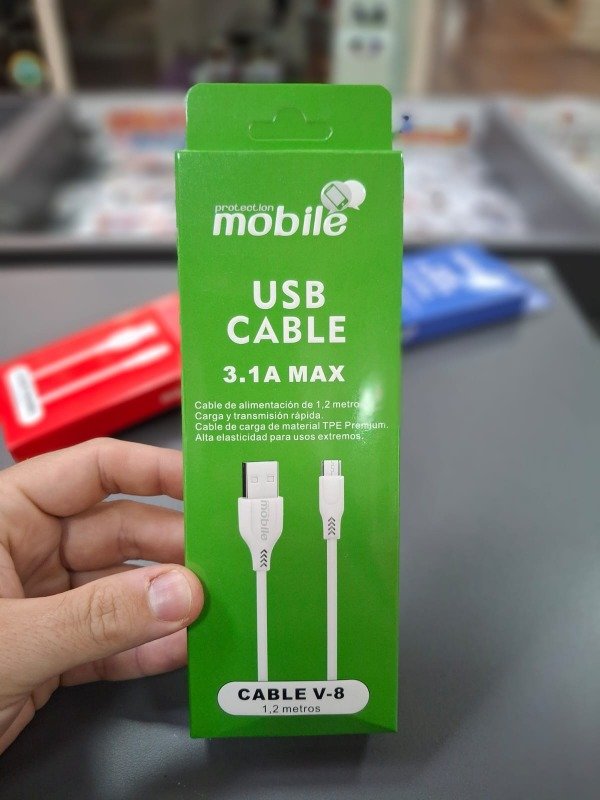 protection
mobile
USB
CABLE
3.1A MAX
Cable de alimentación de 1,2 metros
Carga y transmisión rápida.
Cable de carga de material TPE Premium.
Alta elasticidad para usos extremos.
mobile
CABLE V-8
1,2 metros